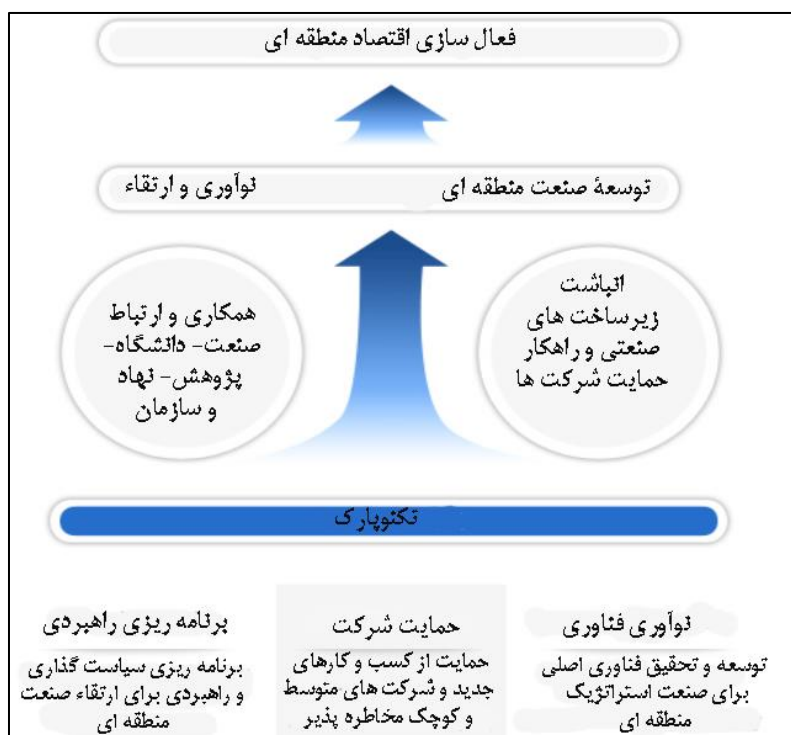 فعال سازی اقتصاد منطقه ای
توسعهٔ صنعت منطقه ای
نوآوری و ارتقاء
انباشت
زیرساخت های
صنعتی و راهکار
حمایت شرکت ها
همکاری و ارتباط
صنعت- دانشگاه-
پژوهش- نهاد
و سازمان
تکنوپارک
نوآوری فناوری
توسعه و تحقیق فناوری اصلی
برای صنعت استراتژیک
منطقه ای
حمایت شرکت
حمایت از کسب و کارهای
جدید و شرکت های متوسط
و کوچک مخاطره پذیر
برنامه ریزی راهبردی
برنامه ریزی سیاست گذاری
و راهبردی برای ارتقاء صنعت
منطقه ای